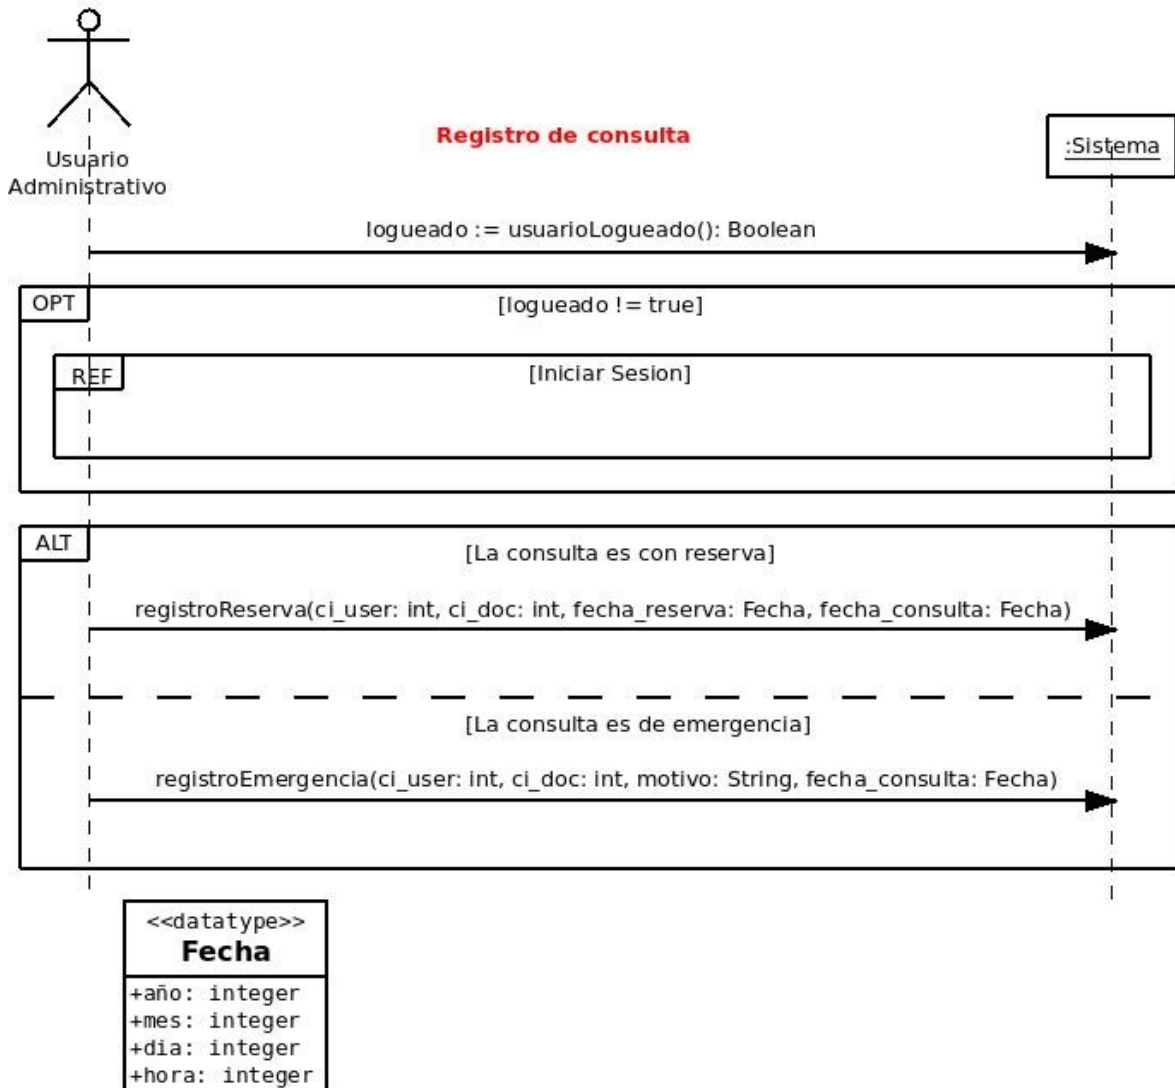 Registro de consulta
Usuario
Administrativo
:Sistema
logueado := usuarioLogueado(): Boolean
OPT
[logueado != true]
REF
[Iniciar Sesion]
ALT
[La consulta es con reserva]
registroReserva(ci_user: int, ci_doc: int, fecha_reserva: Fecha, fecha_consulta: Fecha)
[La consulta es de emergencia]
registroEmergencia(ci_user: int, ci_doc: int, motivo: String, fecha_consulta: Fecha)
<<datatype>>
Fecha
+año: integer
+mes: integer
+dia: integer
+hora: integer